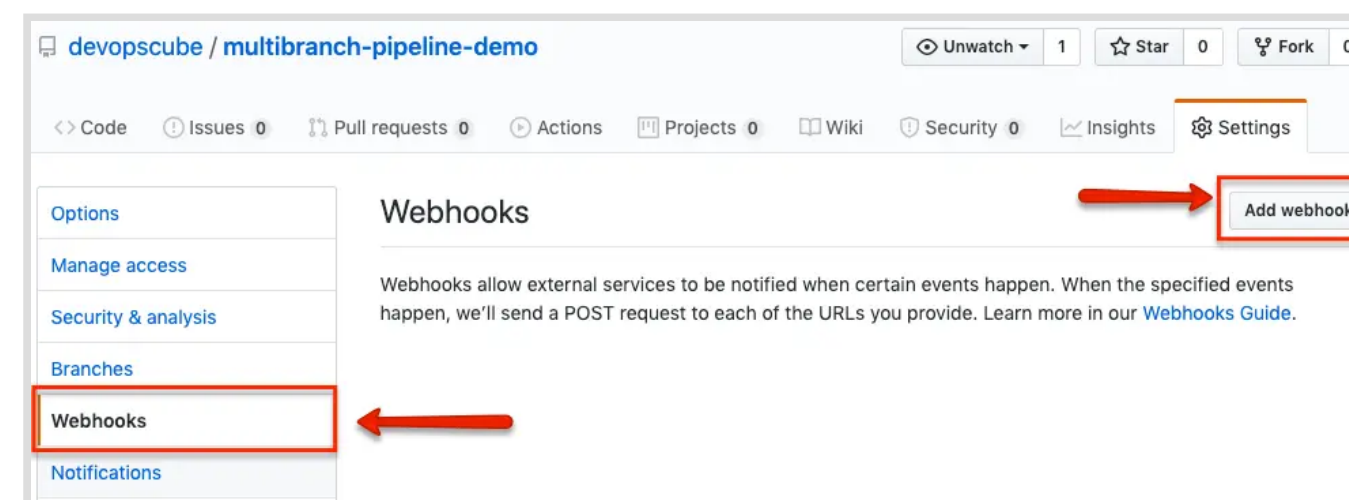 devopscube / multibranch-pipeline-demo
Unwatch 1 Star 0 Fork 0
Code Issues 0 Pull requests 0 Actions Projects 0 Wiki Security 0 Insights Settings
Options
Manage access
Security & analysis
Branches
Webhooks
Notifications
Webhooks
Add webhook
Webhooks allow external services to be notified when certain events happen. When the specified events
happen, we'll send a POST request to each of the URLs you provide. Learn more in our Webhooks Guide.